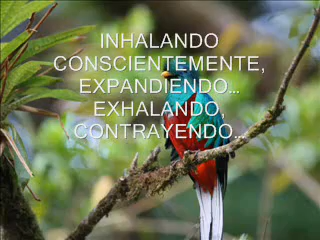 INHALANDO
CONSCIENTEMENTE,
EXPANDIENDO...
EXHALANDO,
CONTRAYENDO...